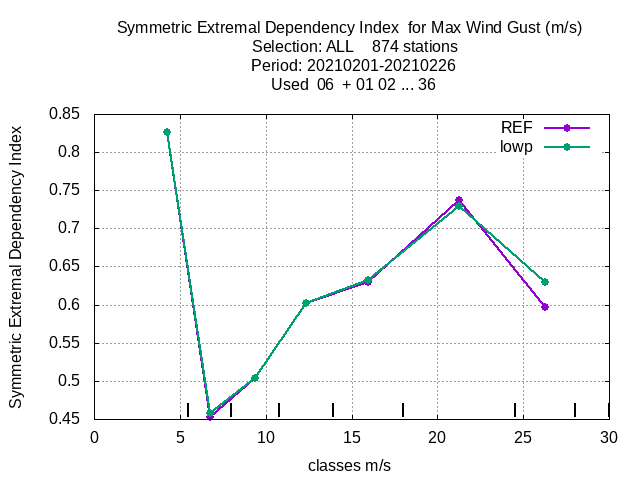 Symmetric Extremal Dependency Index  for Max Wind Gust (m/s)
Selection: ALL    874 stations
Period: 20210201-20210226
Used  06  + 01 02 ... 36
Symmetric Extremal Dependency Index
0.85
0.8
0.75
0.7
0.65
0.6
0.55
0.5
0.45
REF
lowp
0 5 10 15 20 25 30
classes m/s